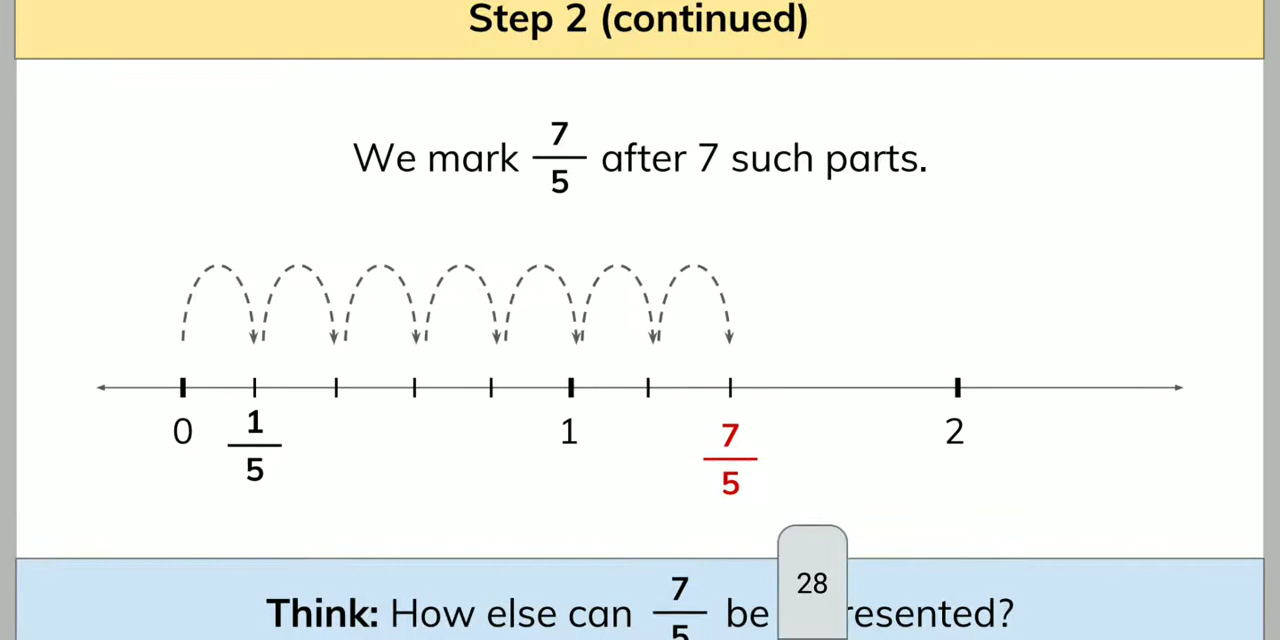 Step 2 (continued)
We mark 7/5 after 7 such parts.
0 1/5 1 7/5 2
28
Think: How else can 7/5 be resented?